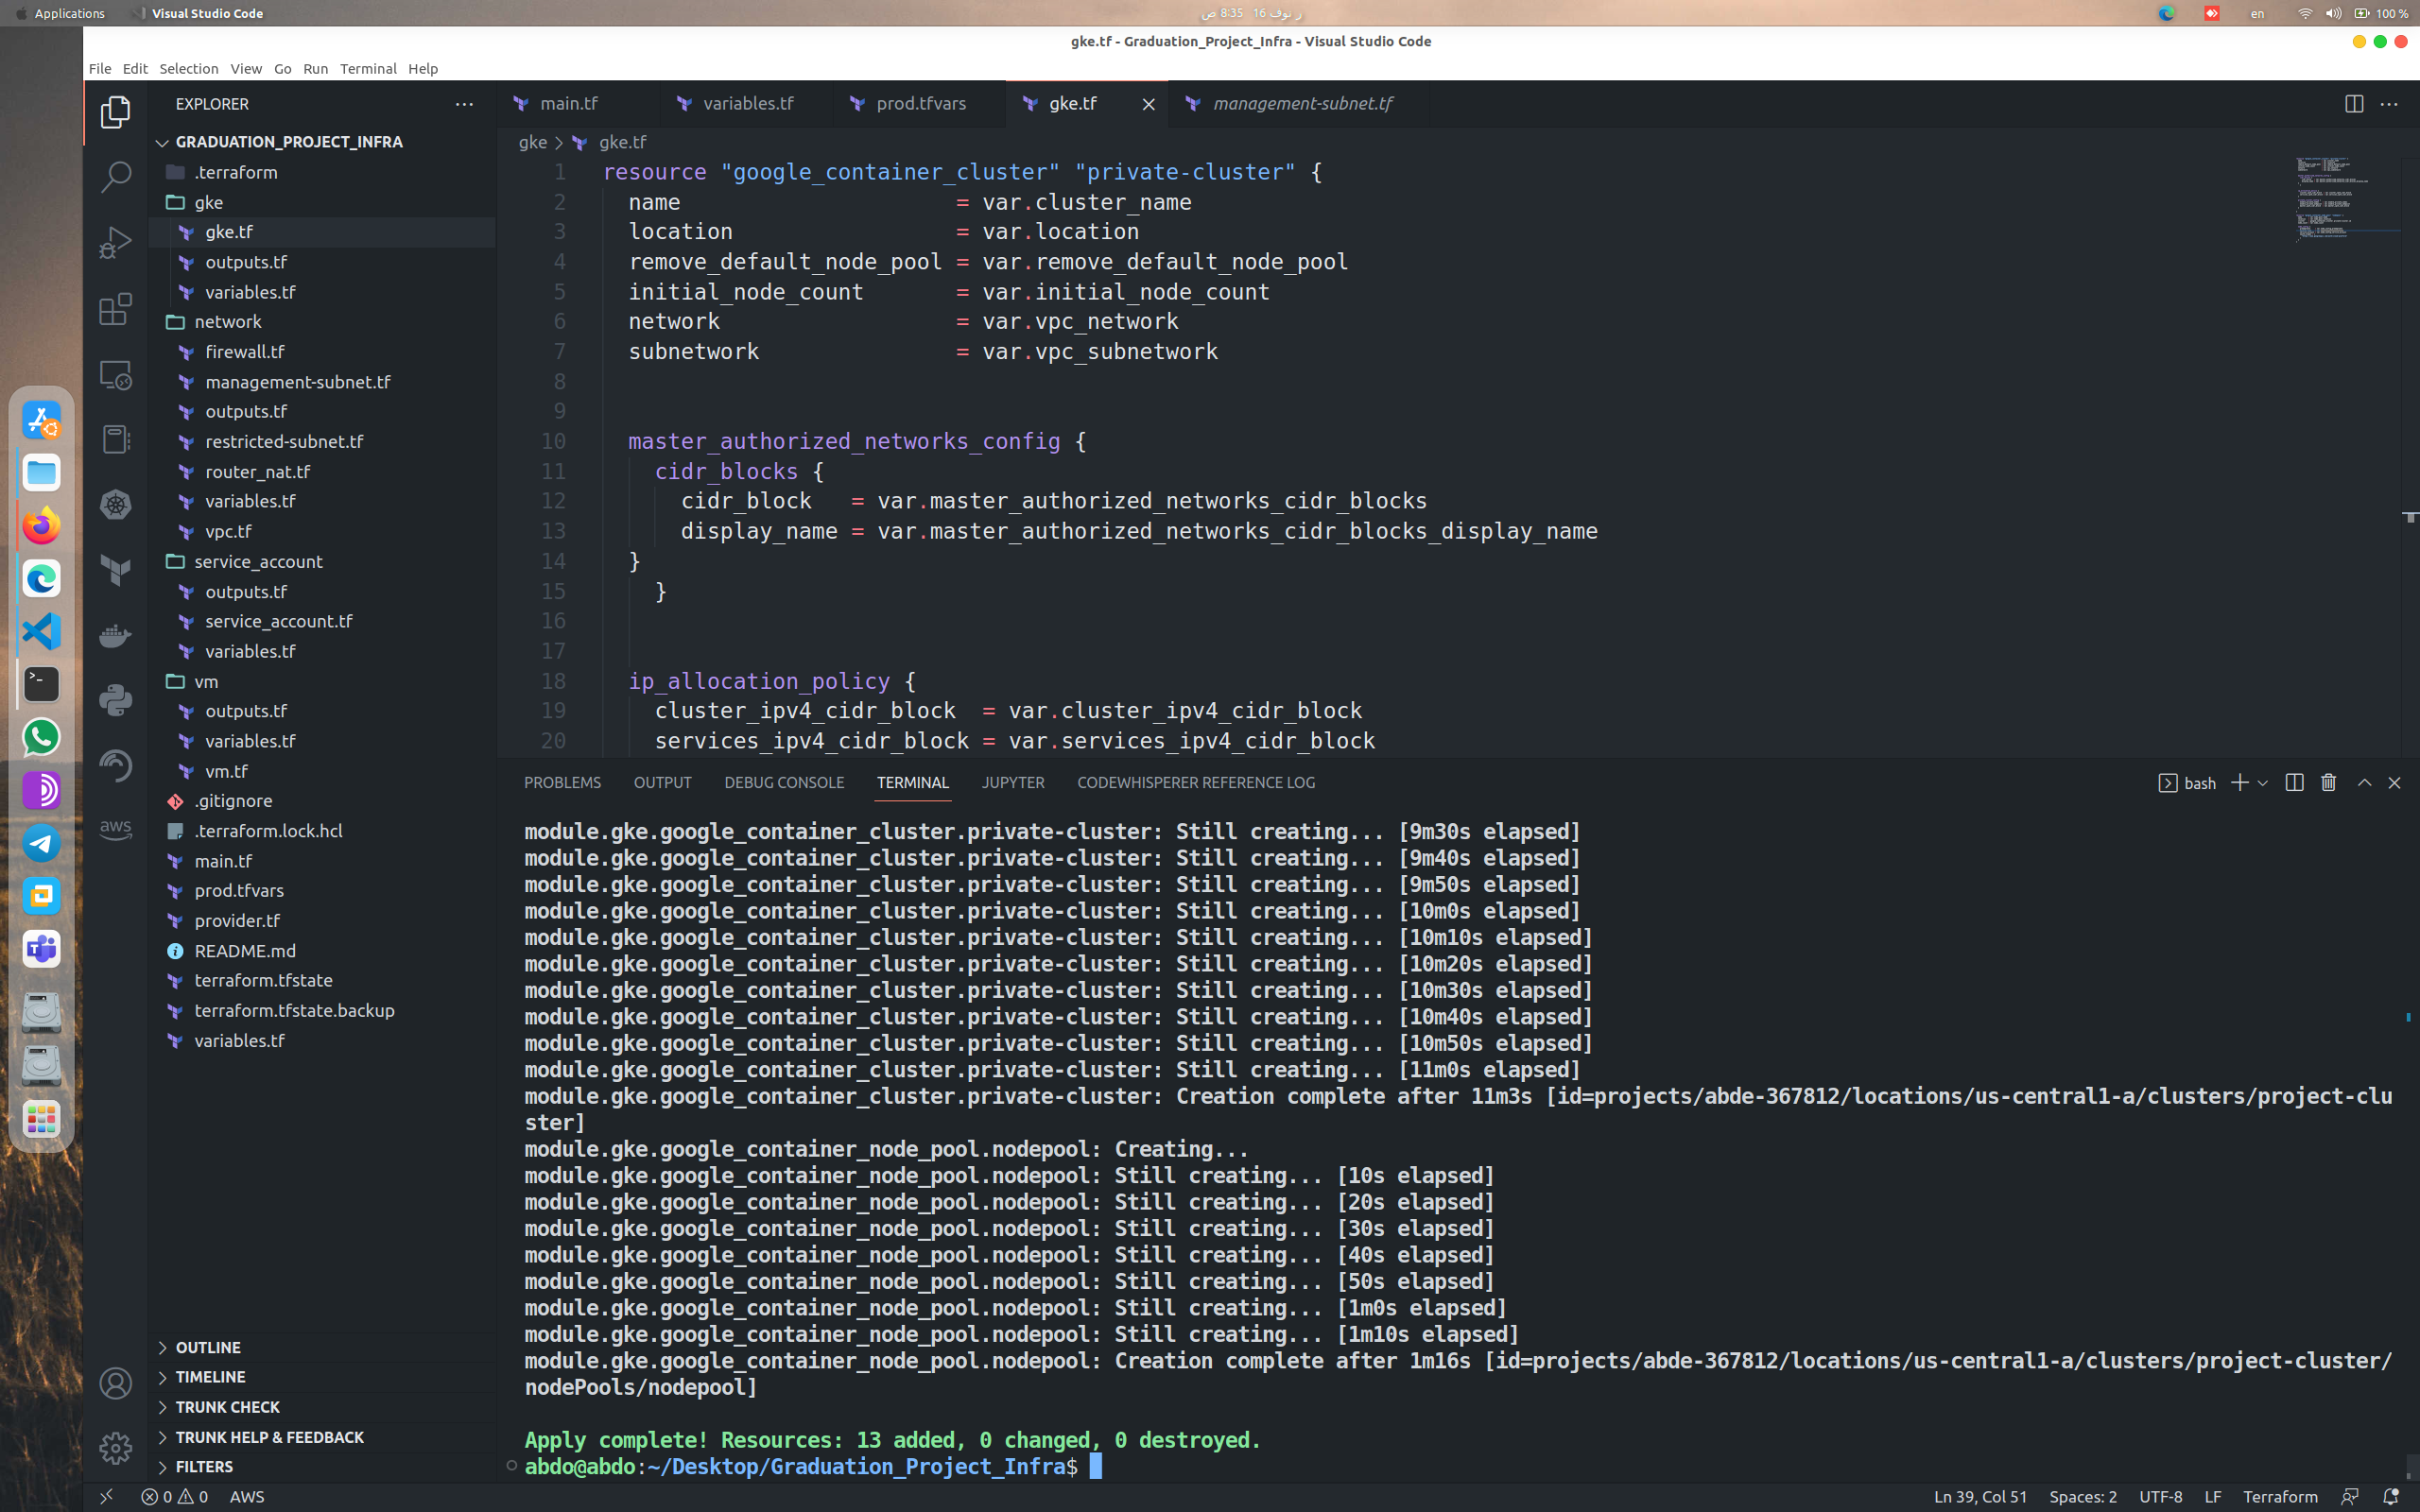 Applications
Visual Studio Code
ر نوف 16  8:35 ص
en
100 %
gke.tf - Graduation_Project_Infra - Visual Studio Code
File Edit Selection View Go Run Terminal Help
EXPLORER
GRADUATION_PROJECT_INFRA
.terraform
gke
gke.tf
outputs.tf
variables.tf
network
firewall.tf
management-subnet.tf
outputs.tf
restricted-subnet.tf
router_nat.tf
variables.tf
vpc.tf
service_account
outputs.tf
service_account.tf
variables.tf
vm
outputs.tf
variables.tf
vm.tf
.gitignore
.terraform.lock.hcl
main.tf
prod.tfvars
provider.tf
README.md
terraform.tfstate
terraform.tfstate.backup
variables.tf
OUTLINE
TIMELINE
TRUNK CHECK
TRUNK HELP & FEEDBACK
FILTERS
aws
main.tf
variables.tf
prod.tfvars
gke.tf
management-subnet.tf
gke > gke.tf
1 resource "google_container_cluster" "private-cluster" {
2 name = var.cluster_name
3 location = var.location
4 remove_default_node_pool = var.remove_default_node_pool
5 initial_node_count = var.initial_node_count
6 network = var.vpc_network
7 subnetwork = var.vpc_subnetwork
8
9
10 master_authorized_networks_config {
11 cidr_blocks {
12 cidr_block = var.master_authorized_networks_cidr_blocks
13 display_name = var.master_authorized_networks_cidr_blocks_display_name
14 }
15 }
16
17
18 ip_allocation_policy {
19 cluster_ipv4_cidr_block = var.cluster_ipv4_cidr_block
20 services_ipv4_cidr_block = var.services_ipv4_cidr_block
PROBLEMS OUTPUT DEBUG CONSOLE TERMINAL JUPYTER CODEWHISPERER REFERENCE LOG
bash
module.gke.google_container_cluster.private-cluster: Still creating... [9m30s elapsed]
module.gke.google_container_cluster.private-cluster: Still creating... [9m40s elapsed]
module.gke.google_container_cluster.private-cluster: Still creating... [9m50s elapsed]
module.gke.google_container_cluster.private-cluster: Still creating... [10m0s elapsed]
module.gke.google_container_cluster.private-cluster: Still creating... [10m10s elapsed]
module.gke.google_container_cluster.private-cluster: Still creating... [10m20s elapsed]
module.gke.google_container_cluster.private-cluster: Still creating... [10m30s elapsed]
module.gke.google_container_cluster.private-cluster: Still creating... [10m40s elapsed]
module.gke.google_container_cluster.private-cluster: Still creating... [10m50s elapsed]
module.gke.google_container_cluster.private-cluster: Still creating... [11m0s elapsed]
module.gke.google_container_cluster.private-cluster: Creation complete after 11m3s [id=projects/abde-367812/locations/us-central1-a/clusters/project-clu
ster]
module.gke.google_container_node_pool.nodepool: Creating...
module.gke.google_container_node_pool.nodepool: Still creating... [10s elapsed]
module.gke.google_container_node_pool.nodepool: Still creating... [20s elapsed]
module.gke.google_container_node_pool.nodepool: Still creating... [30s elapsed]
module.gke.google_container_node_pool.nodepool: Still creating... [40s elapsed]
module.gke.google_container_node_pool.nodepool: Still creating... [50s elapsed]
module.gke.google_container_node_pool.nodepool: Still creating... [1m0s elapsed]
module.gke.google_container_node_pool.nodepool: Still creating... [1m10s elapsed]
module.gke.google_container_node_pool.nodepool: Creation complete after 1m16s [id=projects/abde-367812/locations/us-central1-a/clusters/project-cluster/
nodePools/nodepool]
Apply complete! Resources: 13 added, 0 changed, 0 destroyed.
abdo@abdo:~/Desktop/Graduation_Project_Infra$
0 0 AWS
Ln 39, Col 51 Spaces: 2 UTF-8 LF Terraform